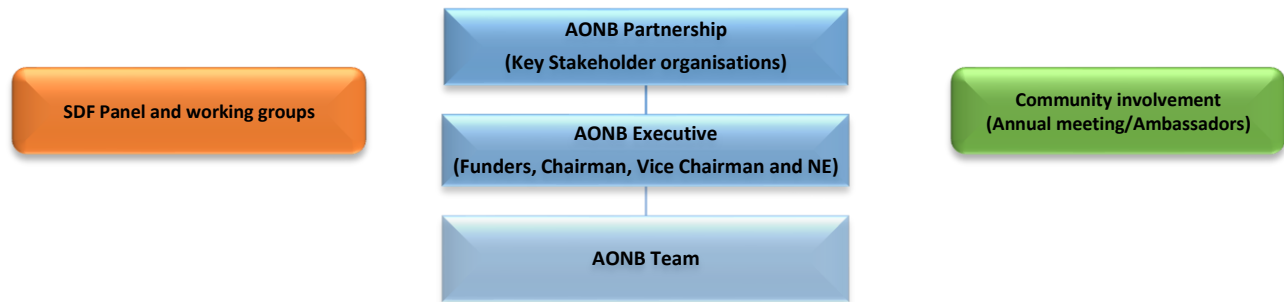 AONB Partnership
(Key Stakeholder organisations)
SDF Panel and working groups
Community involvement
(Annual meeting/Ambassadors)
AONB Executive
(Funders, Chairman, Vice Chairman and NE)
AONB Team